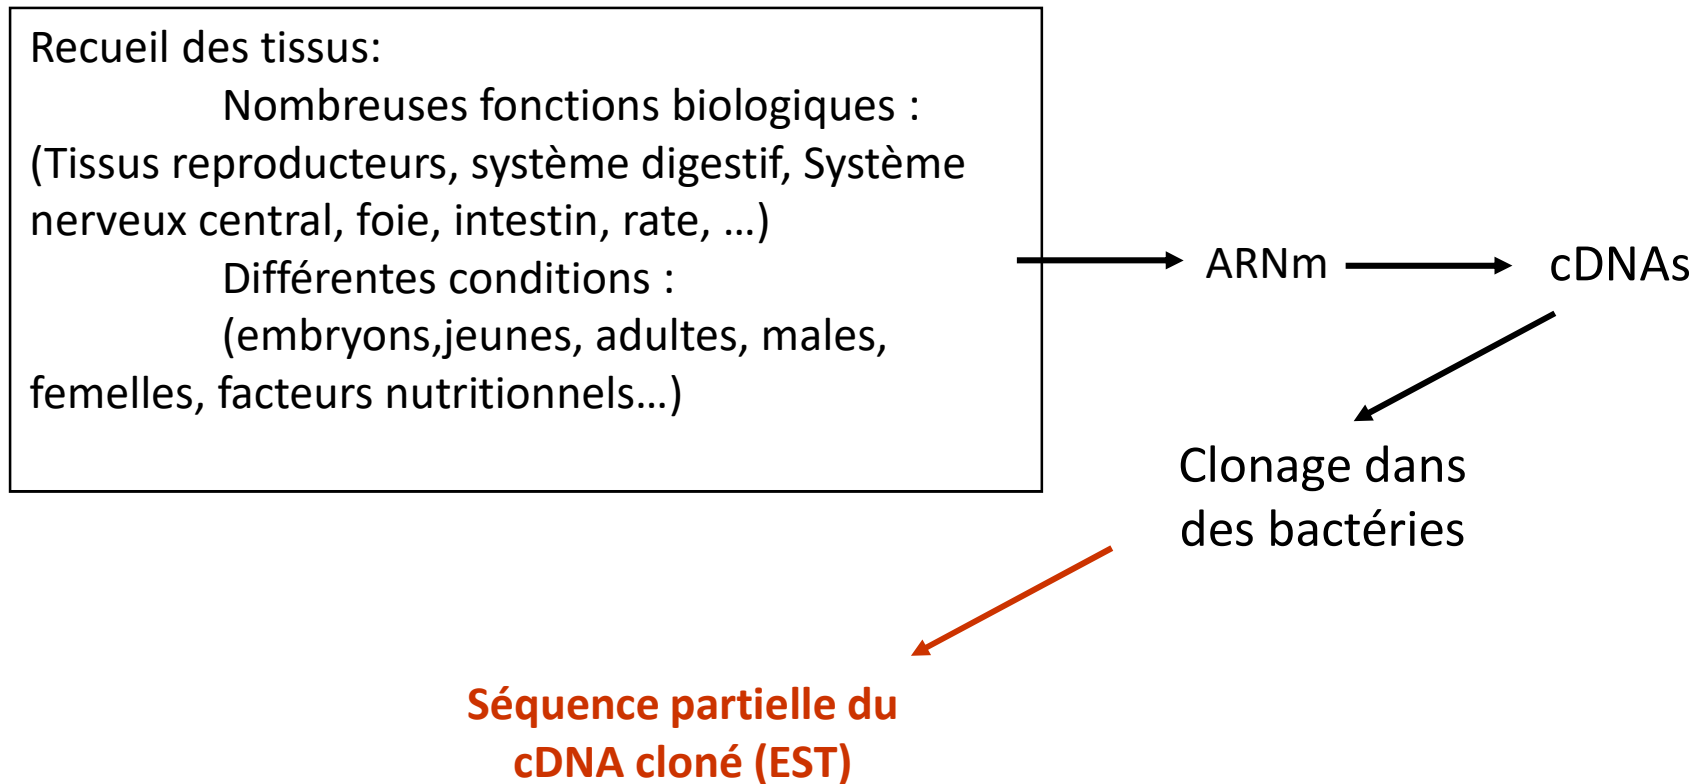 Recueil des tissus:
Nombreuses fonctions biologiques :
(Tissus reproducteurs, système digestif, Système
nerveux central, foie, intestin, rate, …)
Différentes conditions :
(embryons,jeunes, adultes, males,
femelles, facteurs nutritionnels…)
ARNm
cDNAs
Clonage dans
des bactéries
Séquence partielle du
cDNA cloné (EST)